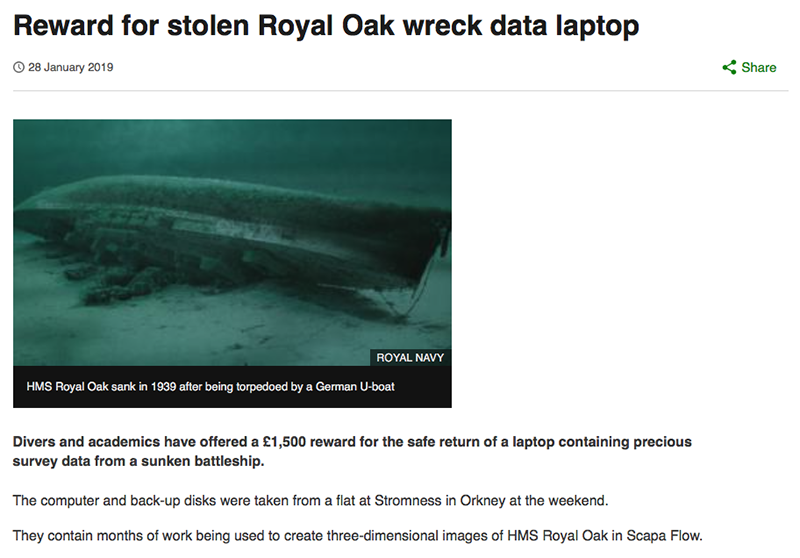 Reward for stolen Royal Oak wreck data laptop
28 January 2019
Share
ROYAL NAVY
HMS Royal Oak sank in 1939 after being torpedoed by a German U-boat
Divers and academics have offered a £1,500 reward for the safe return of a laptop containing precious
survey data from a sunken battleship.
The computer and back-up disks were taken from a flat at Stromness in Orkney at the weekend.
They contain months of work being used to create three-dimensional images of HMS Royal Oak in Scapa Flow.